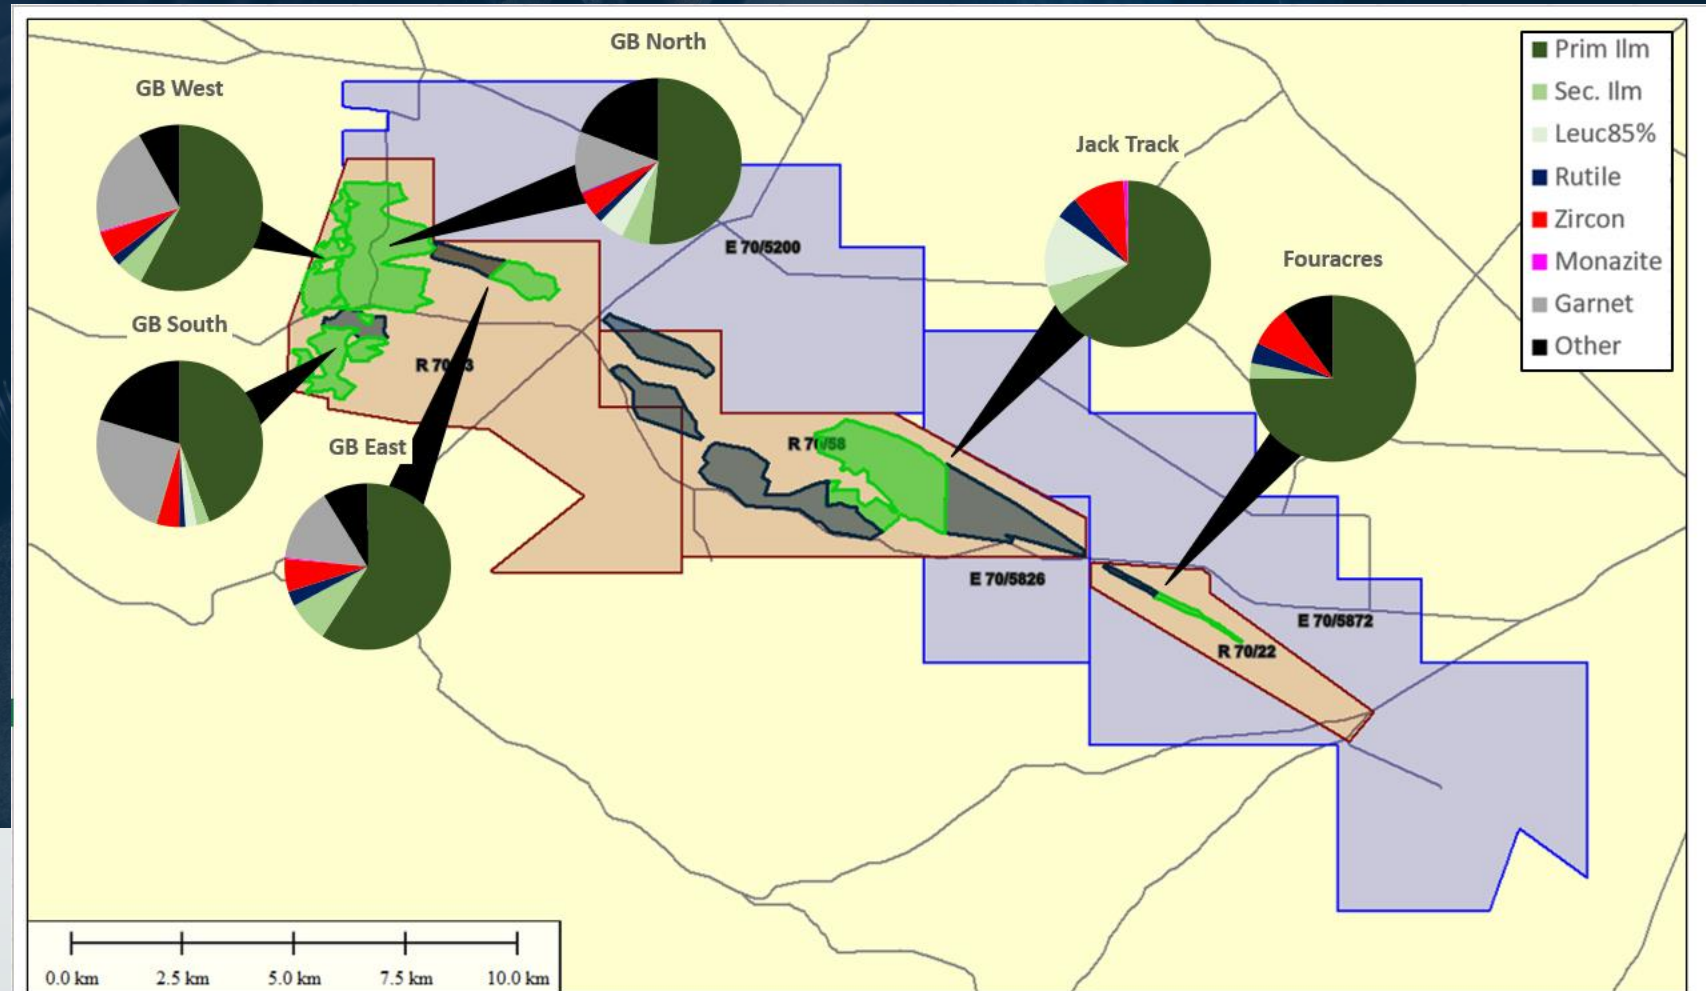 GB North
GB West
Jack Track
Fouracres
GB South
GB East
Prim Ilm
Sec. Ilm
Leuc85%
Rutile
Zircon
Monazite
Garnet
Other
E 70/5200
R 70/58
E 70/5826
E 70/5872
R 70/22
0.0 km 2.5 km 5.0 km 7.5 km 10.0 km